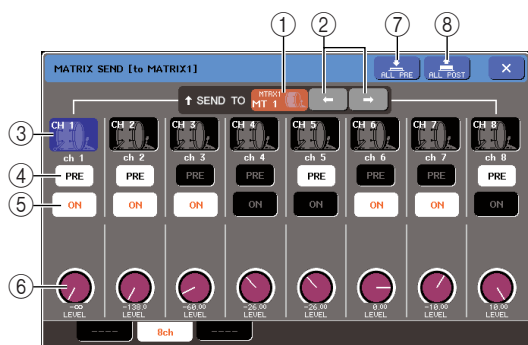 ① ② ⑦ ⑧
MATRIX SEND [to MATRIX1] ALL PRE ALL POST ×
SEND TO MTRX1 MT 1
③ CH 1 CH 2 CH 3 CH 4 CH 5 CH 6 CH 7 CH 8
ch 1 ch 2 ch 3 ch 4 ch 5 ch 6 ch 7 ch 8
④ PRE PRE PRE PRE PRE PRE PRE PRE
⑤ ON ON ON ON ON ON ON ON
⑥ -∞ -138.0 -60.00 -26.00 -26.00 0.00 -10.00 10.00
LEVEL LEVEL LEVEL LEVEL LEVEL LEVEL LEVEL LEVEL
---- 8ch ----